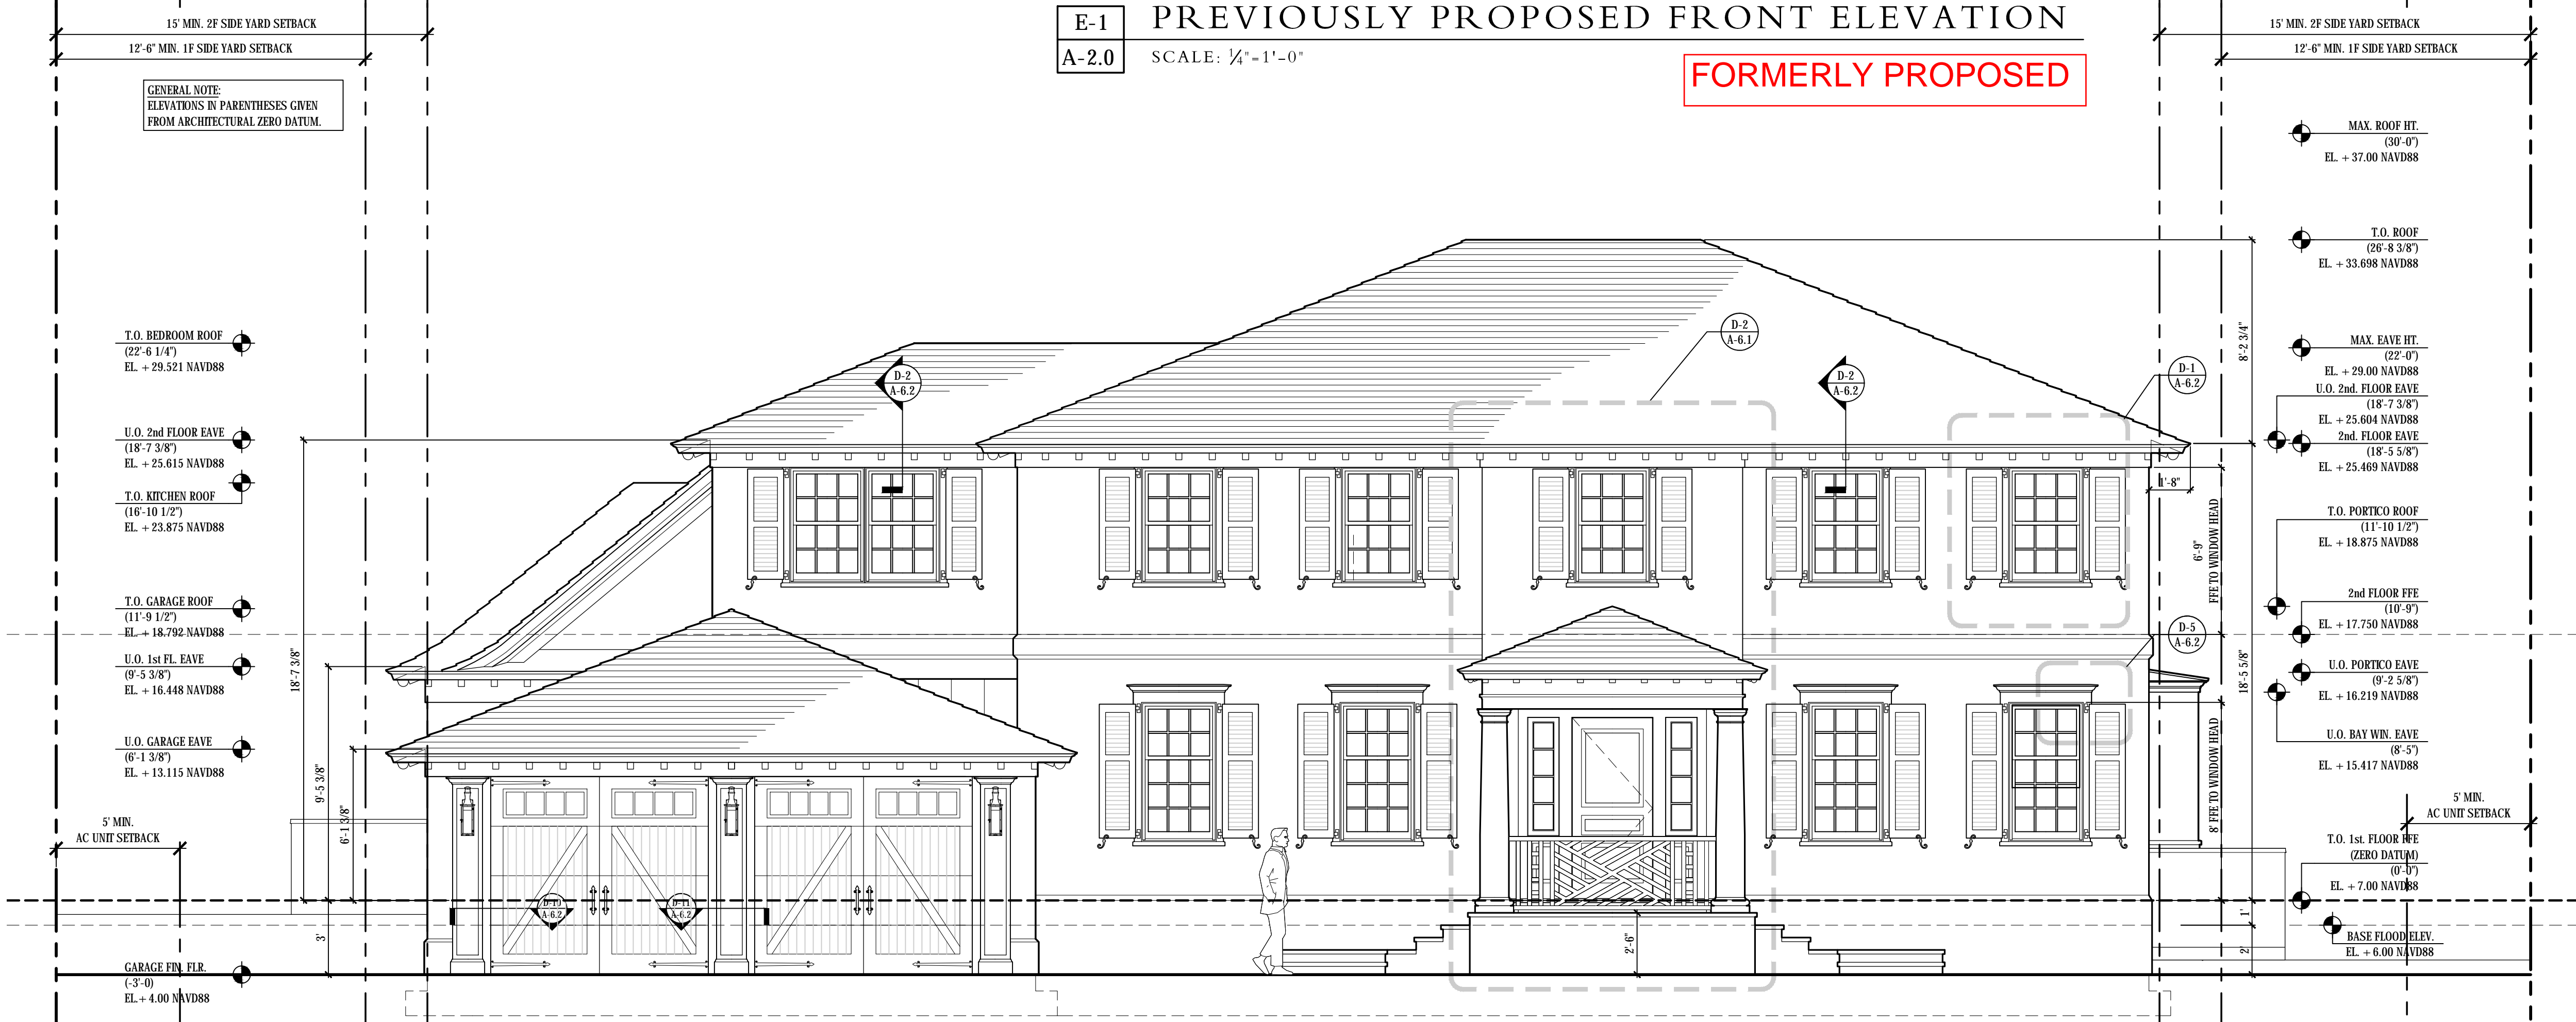 15' MIN. 2F SIDE YARD SETBACK
12'-6" MIN. 1F SIDE YARD SETBACK
GENERAL NOTE:
ELEVATIONS IN PARENTHESES GIVEN
FROM ARCHITECTURAL ZERO DATUM.
E-1
A-2.0
PREVIOUSLY PROPOSED FRONT ELEVATION
SCALE: 1/4"=1'-0"
FORMERLY PROPOSED
15' MIN. 2F SIDE YARD SETBACK
12'-6" MIN. 1F SIDE YARD SETBACK
T.O. BEDROOM ROOF
(22'-6 1/4")
EL. + 29.521 NAVD88
U.O. 2nd FLOOR EAVE
(18'-7 3/8")
EL. + 25.615 NAVD88
T.O. KITCHEN ROOF
(16'-10 1/2")
EL. + 23.875 NAVD88
T.O. GARAGE ROOF
(11'-9 1/2")
EL. + 18.792 NAVD88
U.O. 1st FL. EAVE
(9'-5 3/8")
EL. + 16.448 NAVD88
U.O. GARAGE EAVE
(6'-1 3/8")
EL. + 13.115 NAVD88
5' MIN.
AC UNIT SETBACK
GARAGE FIN. FLR.
(-3'-0)
EL.+ 4.00 NAVD88
18'-7 3/8"
9'-5 3/8"
6'-1 3/8"
3'
D-2
A-6.2
D-2
A-6.1
D-2
A-6.2
D-1
A-6.2
D-5
A-6.2
D-10
A-6.2
D-11
A-6.2
2'-6"
1'-8"
6'-9"
FFE TO WINDOW HEAD
8' FFE TO WINDOW HEAD
8'-2 3/4"
18'-5 5/8"
1'
2'
MAX. ROOF HT.
(30'-0")
EL. + 37.00 NAVD88
T.O. ROOF
(26'-8 3/8")
EL. + 33.698 NAVD88
MAX. EAVE HT.
(22'-0")
EL. + 29.00 NAVD88
U.O. 2nd. FLOOR EAVE
(18'-7 3/8")
EL. + 25.604 NAVD88
2nd. FLOOR EAVE
(18'-5 5/8")
EL. + 25.469 NAVD88
T.O. PORTICO ROOF
(11'-10 1/2")
EL. + 18.875 NAVD88
2nd FLOOR FFE
(10'-9")
EL. + 17.750 NAVD88
U.O. PORTICO EAVE
(9'-2 5/8")
EL. + 16.219 NAVD88
U.O. BAY WIN. EAVE
(8'-5")
EL. + 15.417 NAVD88
5' MIN.
AC UNIT SETBACK
T.O. 1st. FLOOR FFE
(ZERO DATUM)
(0'-0")
EL. + 7.00 NAVD88
BASE FLOOD ELEV.
EL. + 6.00 NAVD88